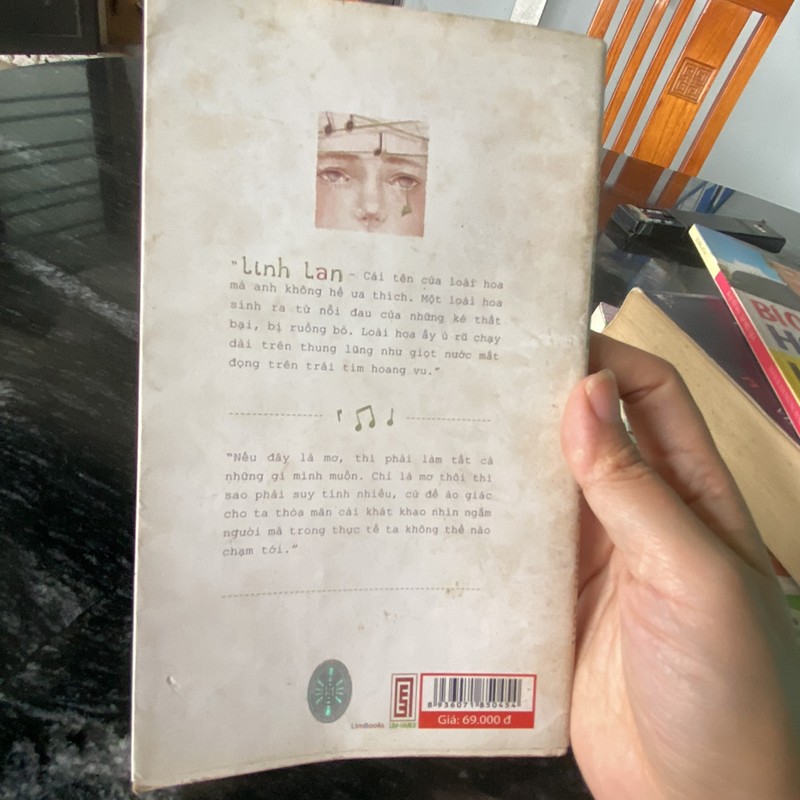 "Linh Lan - Cái tên của loài hoa
mà anh không hề ưa thích. Một loài hoa
sinh ra từ nỗi đau của những kẻ thất
bại, bị ruồng bỏ. Loài hoa ấy ủ rũ chạy
dài trên thung lũng như giọt nước mắt
đọng trên trái tim hoang vu."
"Nếu đây là mơ, thì phải làm tất cả
những gì mình muốn. Chỉ là mơ thôi thì
sao phải suy tính nhiều, cứ để ảo giác
cho ta thỏa mãn cái khát khao nhìn ngắm
người mà trong thực tế ta không thể nào
chạm tới."
LimBooks
8 936071 850454
Giá: 69.000 đ